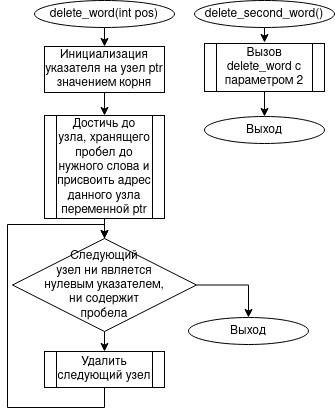 delete_word(int pos)
Инициализация
указателя на узел ptr
значением корня
Достичь до
узла, хранящего
пробел до
нужного слова и
присвоить адрес
данного узла
переменной ptr
Следующий
узел ни является
нулевым указателем,
ни содержит
пробела
Удалить
следующий узел
Выход
delete_second_word()
Вызов
delete_word с
параметром 2
Выход